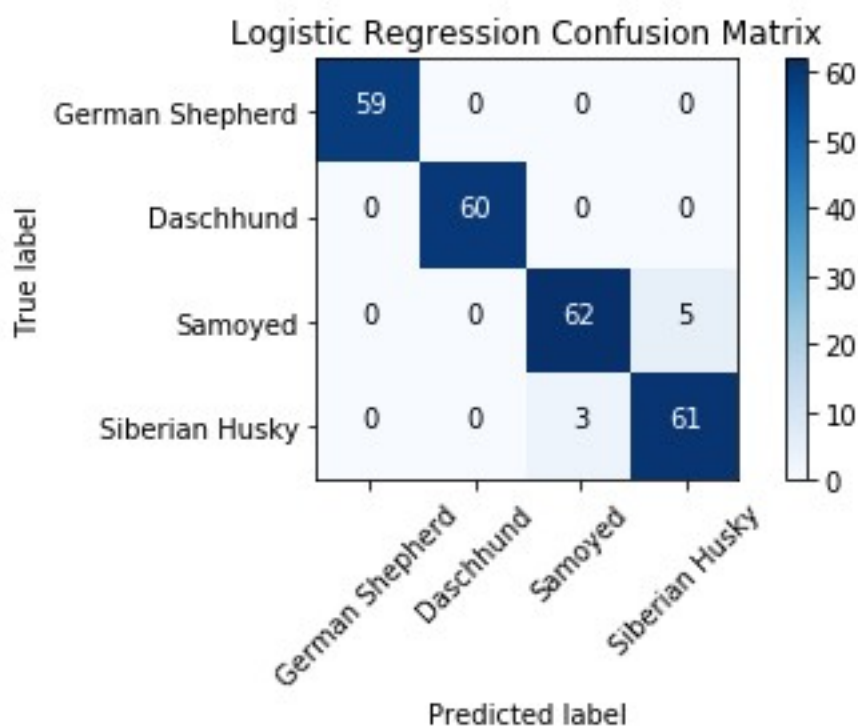 Logistic Regression Confusion Matrix
True label
German Shepherd 59 0 0 0
Daschhund 0 60 0 0
Samoyed 0 0 62 5
Siberian Husky 0 0 3 61
60
50
40
30
20
10
0
German Shepherd Daschhund Samoyed Siberian Husky
Predicted label